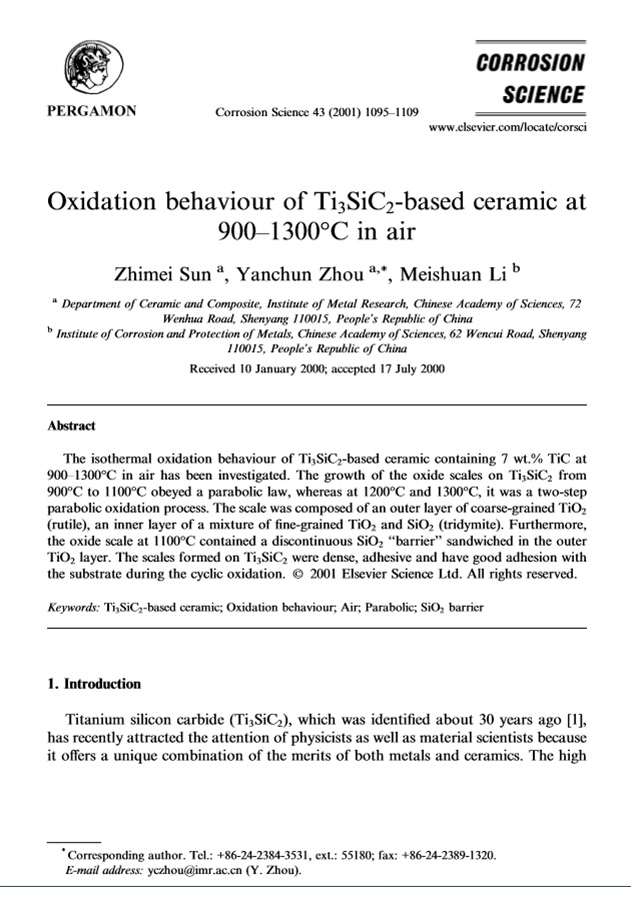 PERGAMON
Corrosion Science 43 (2001) 1095–1109
CORROSION
SCIENCE
www.elsevier.com/locate/corsci
Oxidation behaviour of Ti₃SiC₂-based ceramic at
900–1300°C in air
Zhimei Sun ᵃ, Yanchun Zhou ᵃ,*, Meishuan Li ᵇ
ᵃ Department of Ceramic and Composite, Institute of Metal Research, Chinese Academy of Sciences, 72
Wenhua Road, Shenyang 110015, People's Republic of China
ᵇ Institute of Corrosion and Protection of Metals, Chinese Academy of Sciences, 62 Wencui Road, Shenyang
110015, People's Republic of China
Received 10 January 2000; accepted 17 July 2000
Abstract
The isothermal oxidation behaviour of Ti₃SiC₂-based ceramic containing 7 wt.% TiC at
900–1300°C in air has been investigated. The growth of the oxide scales on Ti₃SiC₂ from
900°C to 1100°C obeyed a parabolic law, whereas at 1200°C and 1300°C, it was a two-step
parabolic oxidation process. The scale was composed of an outer layer of coarse-grained TiO₂
(rutile), an inner layer of a mixture of fine-grained TiO₂ and SiO₂ (tridymite). Furthermore,
the oxide scale at 1100°C contained a discontinuous SiO₂ “barrier” sandwiched in the outer
TiO₂ layer. The scales formed on Ti₃SiC₂ were dense, adhesive and have good adhesion with
the substrate during the cyclic oxidation. © 2001 Elsevier Science Ltd. All rights reserved.
Keywords: Ti₃SiC₂-based ceramic; Oxidation behaviour; Air; Parabolic; SiO₂ barrier
1. Introduction
Titanium silicon carbide (Ti₃SiC₂), which was identified about 30 years ago [1],
has recently attracted the attention of physicists as well as material scientists because
it offers a unique combination of the merits of both metals and ceramics. The high
* Corresponding author. Tel.: +86-24-2384-3531, ext.: 55180; fax: +86-24-2389-1320.
E-mail address: yczhou@imr.ac.cn (Y. Zhou).